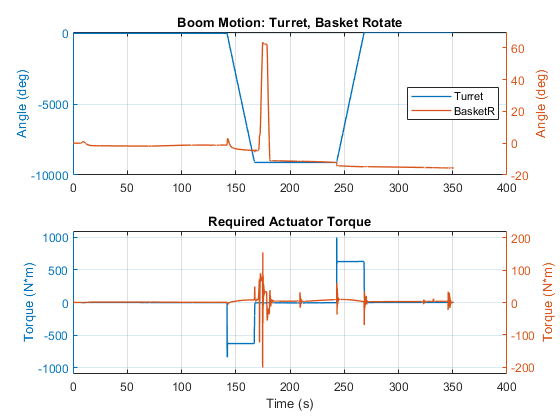 Boom Motion: Turret, Basket Rotate
Angle (deg)
0
-5000
-10000
Turret
BasketR
70
60
40
20
0
-20
Angle (deg)
0 50 100 150 200 250 300 350 400
Required Actuator Torque
Torque (N*m)
1000
500
0
-500
-1000
200
100
0
-100
-200
Torque (N*m)
0 50 100 150 200 250 300 350 400
Time (s)